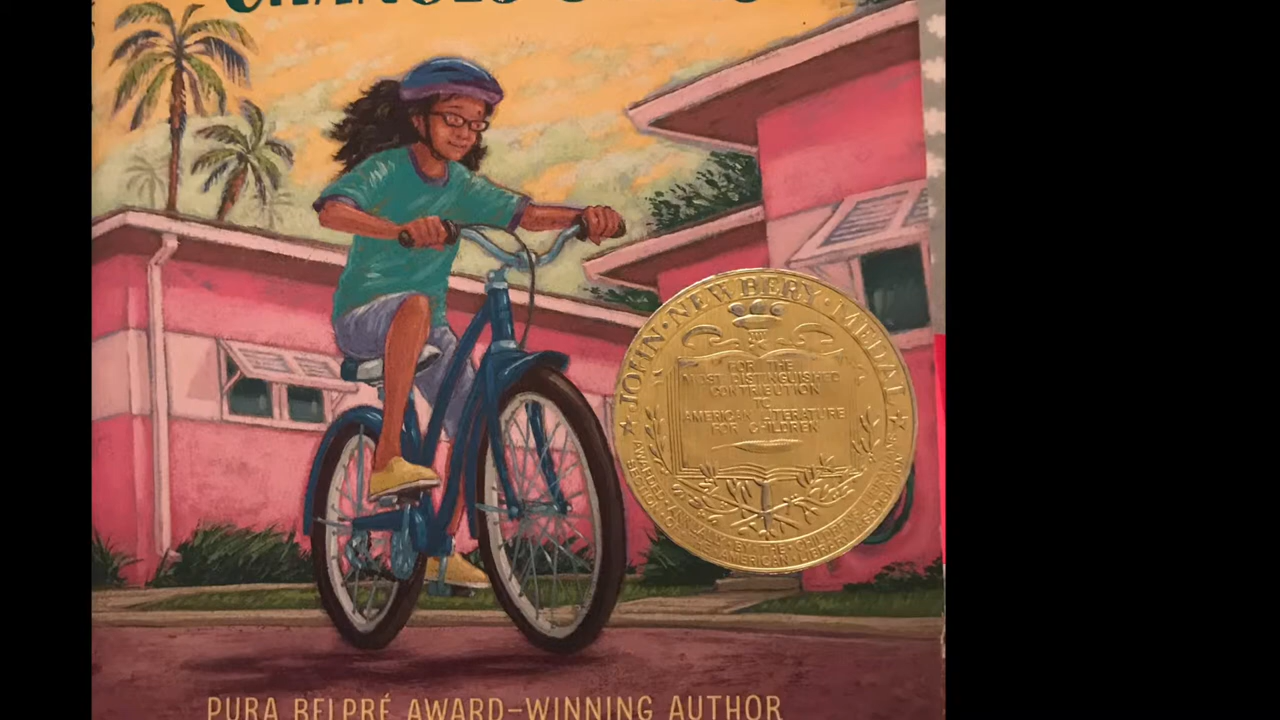 JOHN·NEWBERY·MEDAL
FOR THE
MOST DISTINGUISHED
CONTRIBUTION
TO
AMERICAN LITERATURE
FOR CHILDREN
PURA BELPRÉ AWARD–WINNING AUTHOR